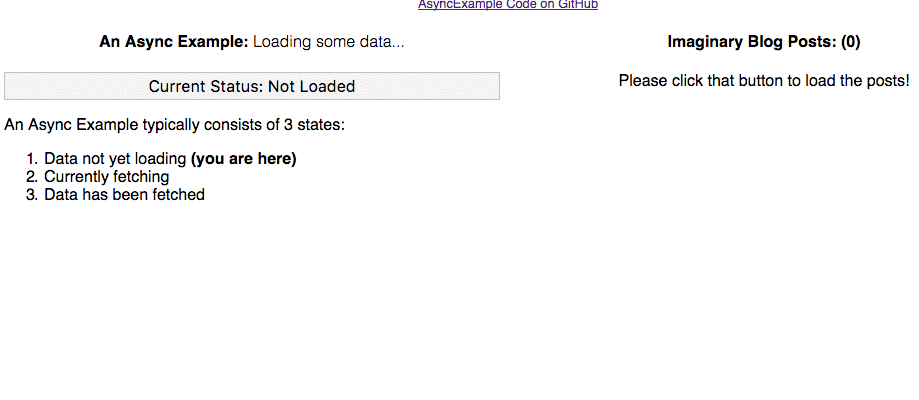 AsyncExample Code on GitHub
An Async Example: Loading some data...
Current Status: Not Loaded
An Async Example typically consists of 3 states:
1. Data not yet loading (you are here)
2. Currently fetching
3. Data has been fetched
Imaginary Blog Posts: (0)
Please click that button to load the posts!